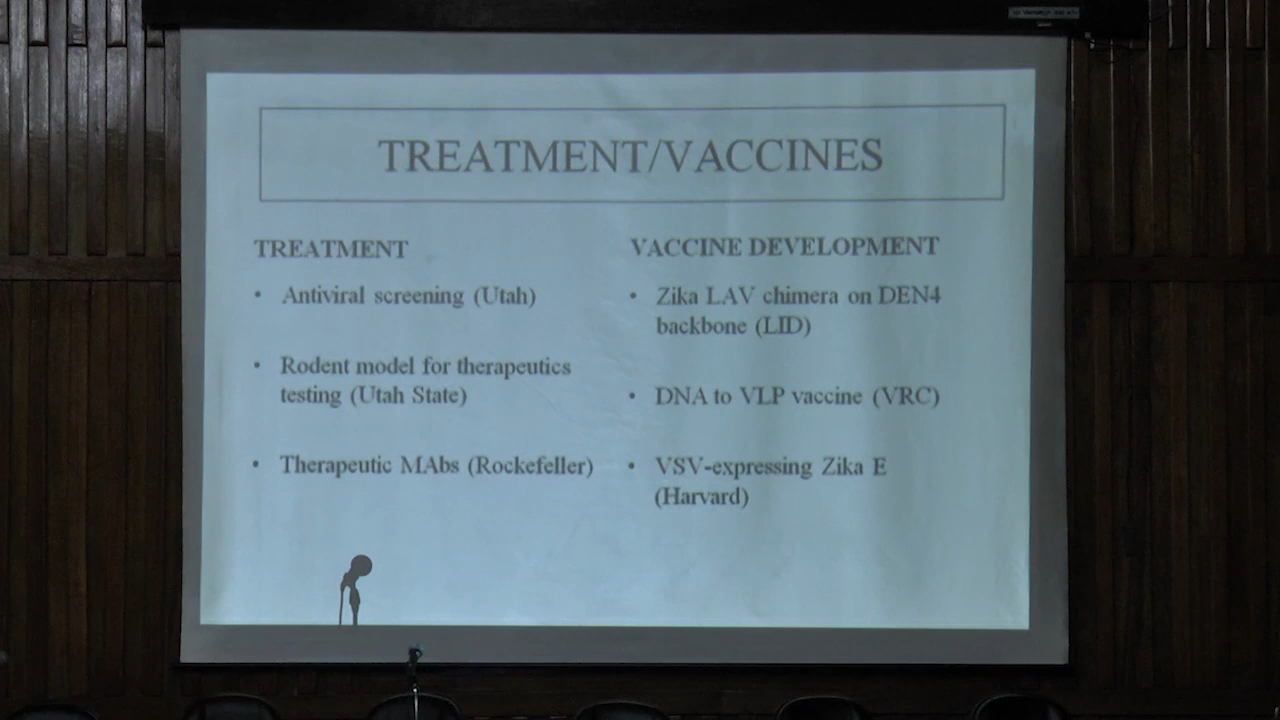 TREATMENT/VACCINES
TREATMENT
• Antiviral screening (Utah)
• Rodent model for therapeutics
testing (Utah State)
• Therapeutic MAbs (Rockefeller)
VACCINE DEVELOPMENT
• Zika LAV chimera on DEN4
backbone (LID)
• DNA to VLP vaccine (VRC)
• VSV-expressing Zika E
(Harvard)